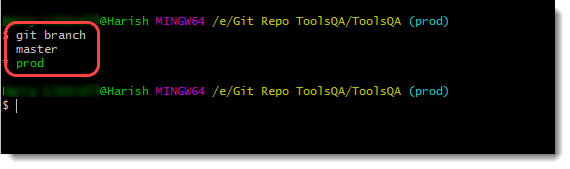 @Harish MINGW64 /e/Git Repo ToolsQA/ToolsQA (prod)
$ git branch
master
* prod
@Harish MINGW64 /e/Git Repo ToolsQA/ToolsQA (prod)
$